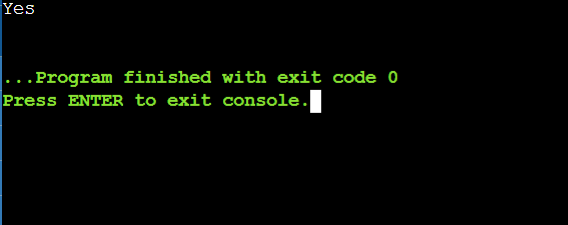 Yes
...Program finished with exit code 0
Press ENTER to exit console.